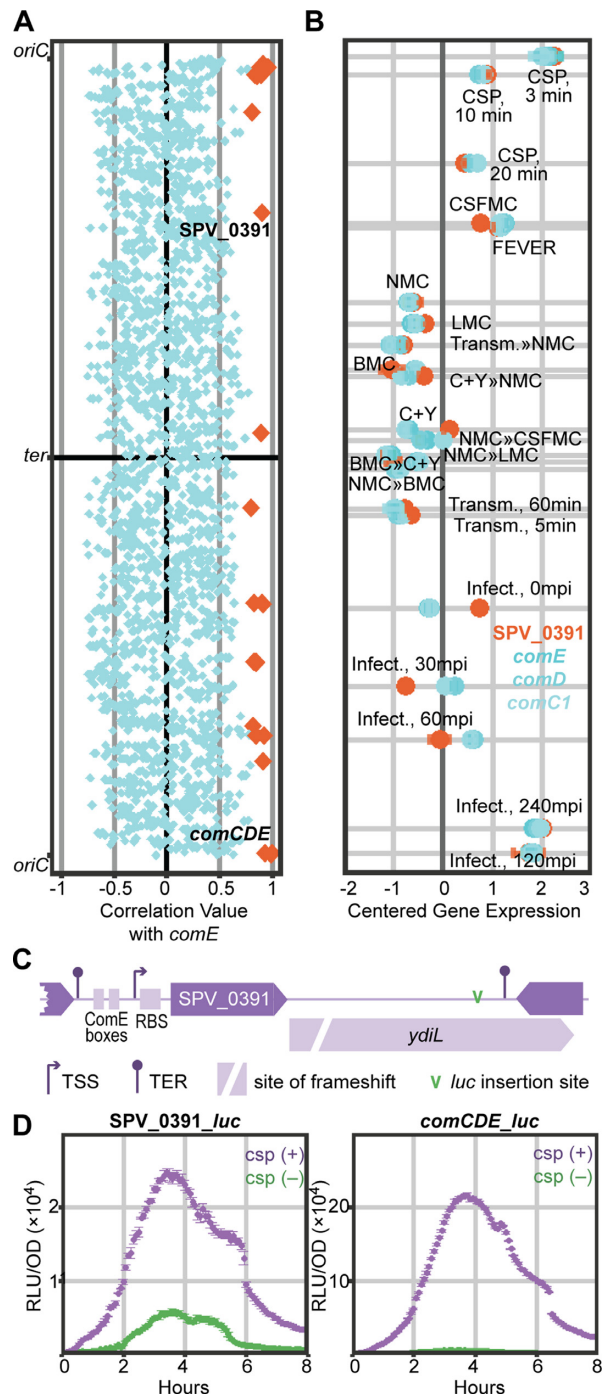 A
oriC
SPV_0391
ter
comCDE
oriC
-1
-0.5
0
0.5
1
Correlation Value
with comE
B
CSP,
3 min
CSP,
10 min
CSP,
20 min
CSFMC
FEVER
NMC
LMC
Transm.»NMC
BMC
C+Y»NMC
C+Y
NMC»CSFMC
NMC»LMC
BMC»C+Y
NMC»BMC
Transm., 60min
Transm., 5min
Infect., 0mpi
SPV_0391
comE
comD
comC1
Infect., 30mpi
Infect., 60mpi
Infect., 240mpi
Infect., 120mpi
-2
-1
0
1
2
3
Centered Gene Expression
C
SPV_0391
ComE
boxes
RBS
ydiL
TSS
TER
site of frameshift
v luc insertion site
D
SPV_0391_luc
csp (+)
csp (–)
RLU/OD (×10⁴)
2
1
0 2 4 6 8
Hours
comCDE_luc
csp (+)
csp (–)
RLU/OD (×10⁴)
20
10
0 2 4 6 8
Hours